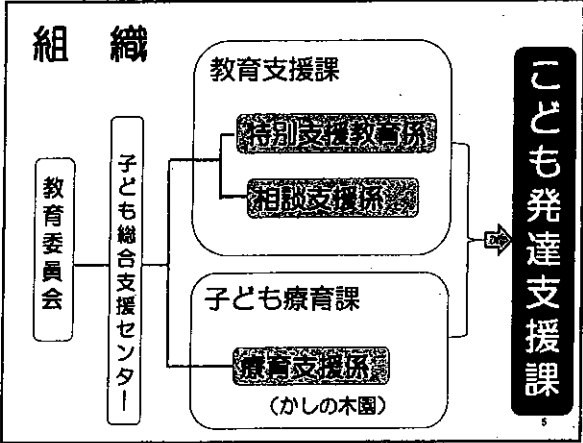 組織
教育委員会
子ども総合支援センター
教育支援課
特別支援教育係
相談支援係
子ども療育課
療育支援係
(かしの木園)
こども発達支援課
5